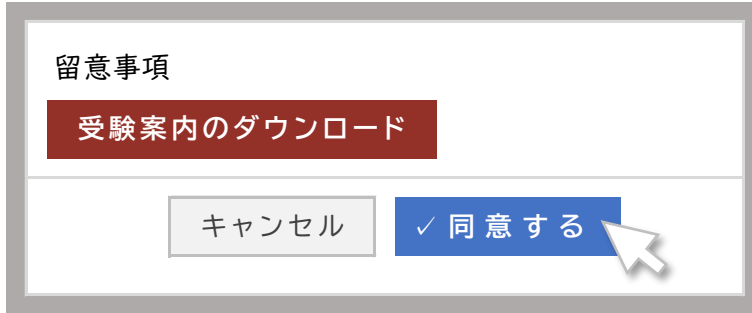 留意事項
受験案内のダウンロード
キャンセル
✓同意する